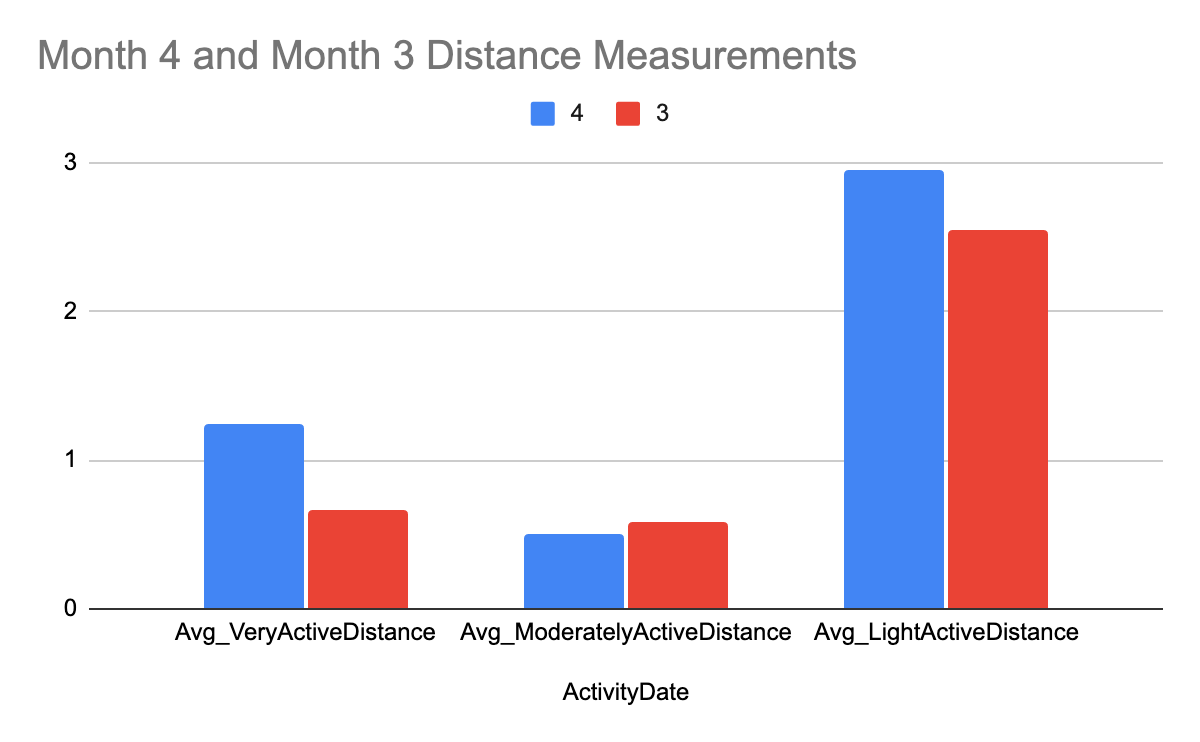 Month 4 and Month 3 Distance Measurements
4 3
3
2
1
0
Avg_VeryActiveDistance Avg_ModeratelyActiveDistance Avg_LightActiveDistance
ActivityDate